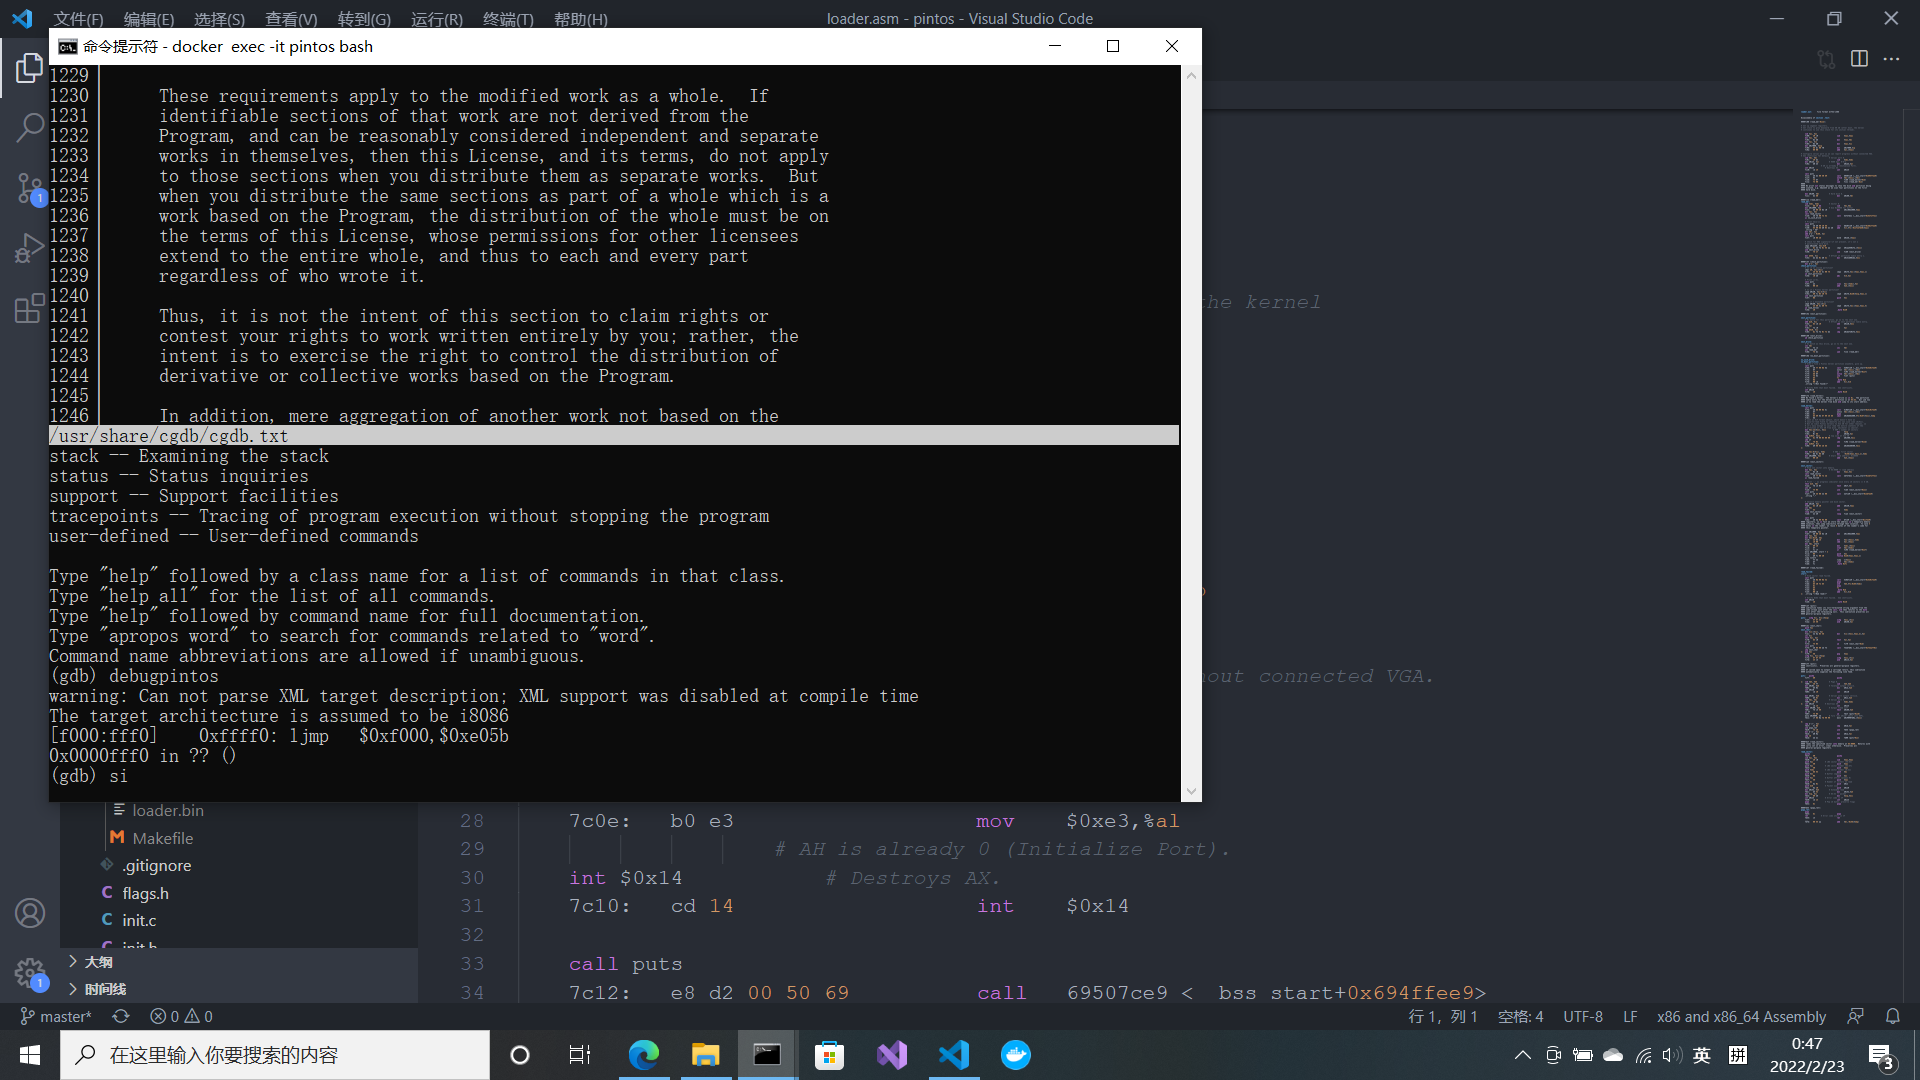 文件(F) 编辑(E) 选择(S) 查看(V) 转到(G) 运行(R) 终端(T) 帮助(H) loader.asm - pintos - Visual Studio Code
命令提示符 - docker  exec -it pintos bash
1229
1230 These requirements apply to the modified work as a whole.  If
1231 identifiable sections of that work are not derived from the
1232 Program, and can be reasonably considered independent and separate
1233 works in themselves, then this License, and its terms, do not apply
1234 to those sections when you distribute them as separate works.  But
1235 when you distribute the same sections as part of a whole which is a
1236 work based on the Program, the distribution of the whole must be on
1237 the terms of this License, whose permissions for other licensees
1238 extend to the entire whole, and thus to each and every part
1239 regardless of who wrote it.
1240
1241 Thus, it is not the intent of this section to claim rights or
1242 contest your rights to work written entirely by you; rather, the
1243 intent is to exercise the right to control the distribution of
1244 derivative or collective works based on the Program.
1245
1246 In addition, mere aggregation of another work not based on the
/usr/share/cgdb/cgdb.txt
stack -- Examining the stack
status -- Status inquiries
support -- Support facilities
tracepoints -- Tracing of program execution without stopping the program
user-defined -- User-defined commands
Type "help" followed by a class name for a list of commands in that class.
Type "help all" for the list of all commands.
Type "help" followed by command name for full documentation.
Type "apropos word" to search for commands related to "word".
Command name abbreviations are allowed if unambiguous.
(gdb) debugpintos
warning: Can not parse XML target description; XML support was disabled at compile time
The target architecture is assumed to be i8086
[f000:fff0]    0xffff0: ljmp   $0xf000,$0xe05b
0x0000fff0 in ?? ()
(gdb) si
the kernel
out connected VGA.
loader.bin
Makefile
.gitignore
flags.h
init.c
init.h
大纲
时间线
28 7c0e: b0 e3 mov $0xe3,%al
29 # AH is already 0 (Initialize Port).
30 int $0x14 # Destroys AX.
31 7c10: cd 14 int $0x14
32
33 call puts
34 7c12: e8 d2 00 50 69 call 69507ce9 <__bss_start+0x694ffee9>
master* 0 0 行 1，列 1 空格: 4 UTF-8 LF x86 and x86_64 Assembly
在这里输入你要搜索的内容
英 拼 0:47
2022/2/23
3
1
1